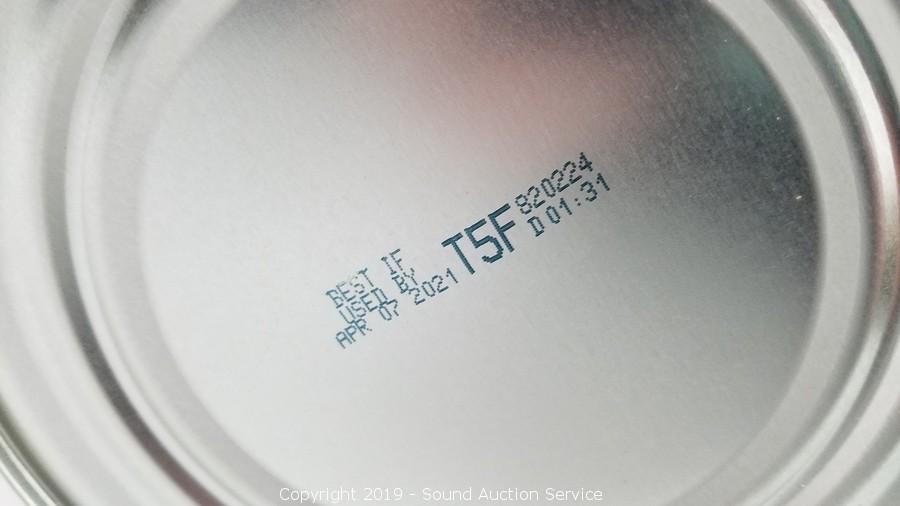 BEST IF
USED BY
APR 07 2021
T5F
820224
D01:31
Copyright 2019 - Sound Auction Service